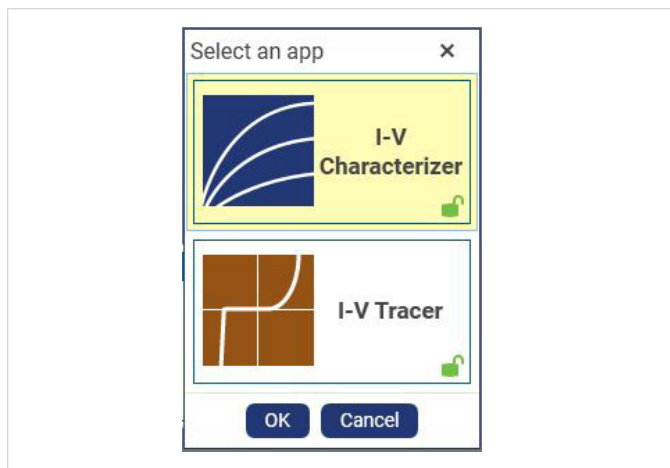 Select an app ×
I-V
Characterizer
I-V Tracer
OK Cancel